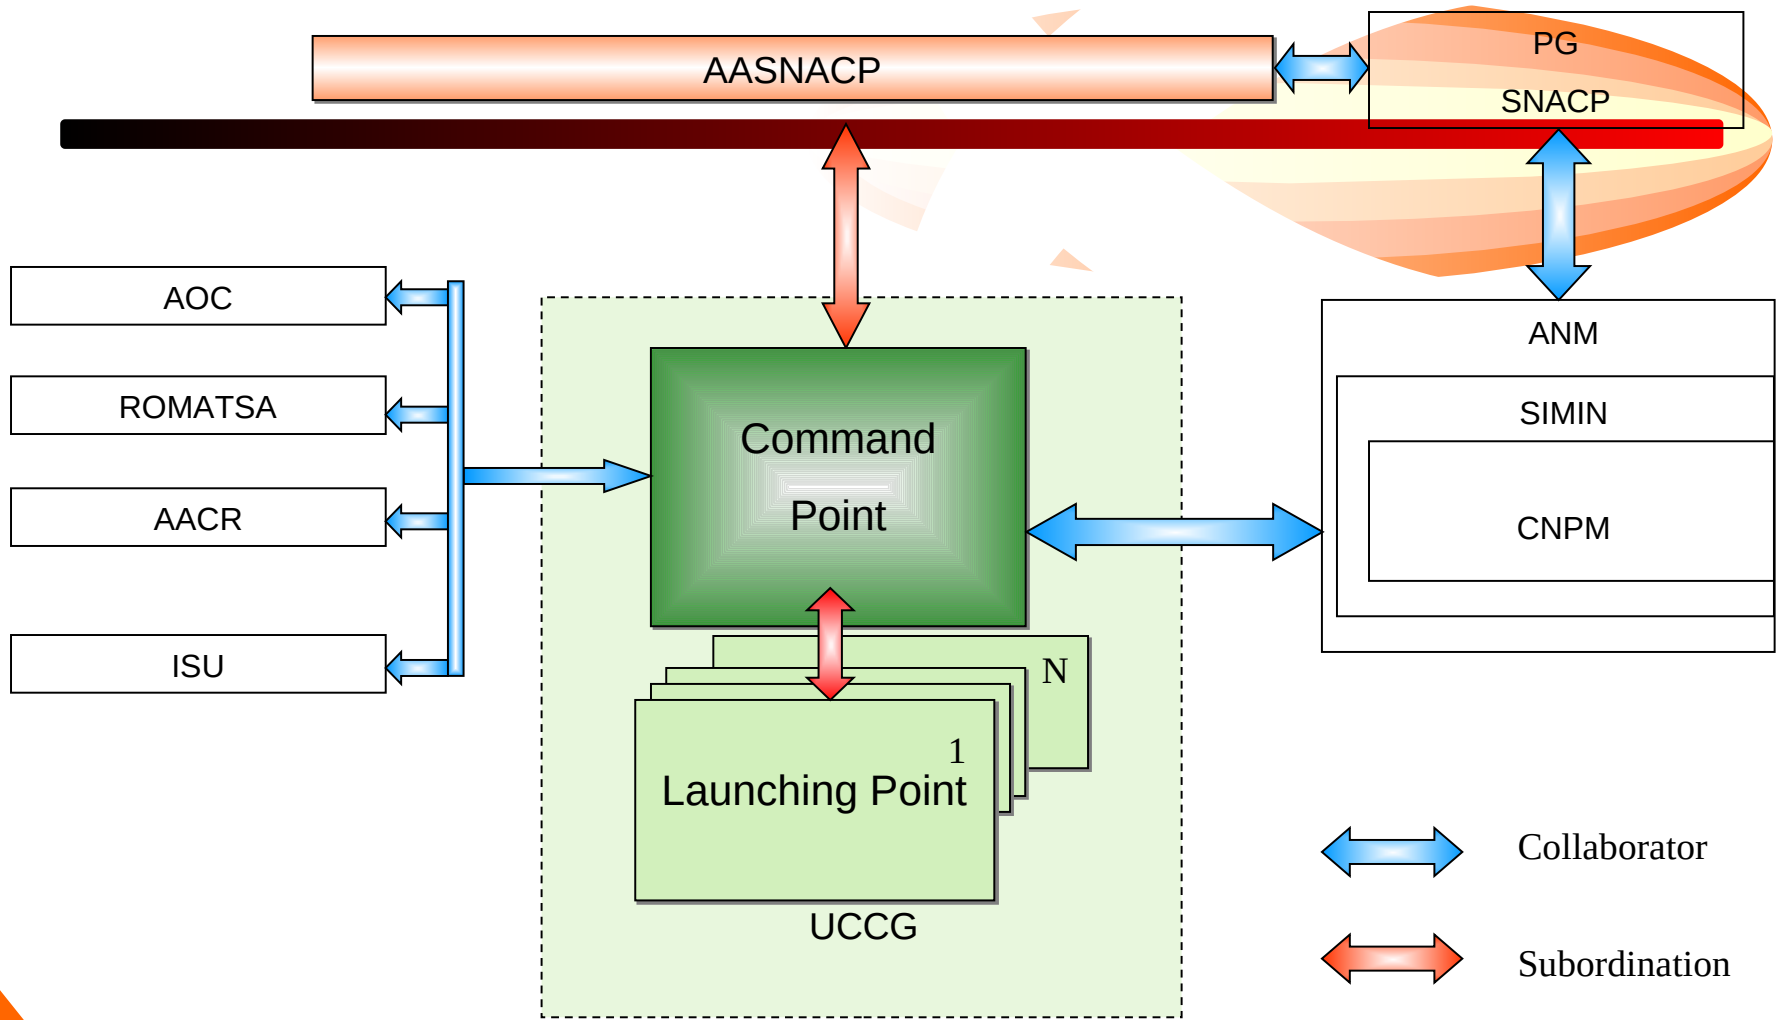 AASNACP
PG
SNACP
AOC
ROMATSA
AACR
ISU
Command
Point
N
1
Launching Point
UCCG
ANM
SIMIN
CNPM
Collaborator
Subordination